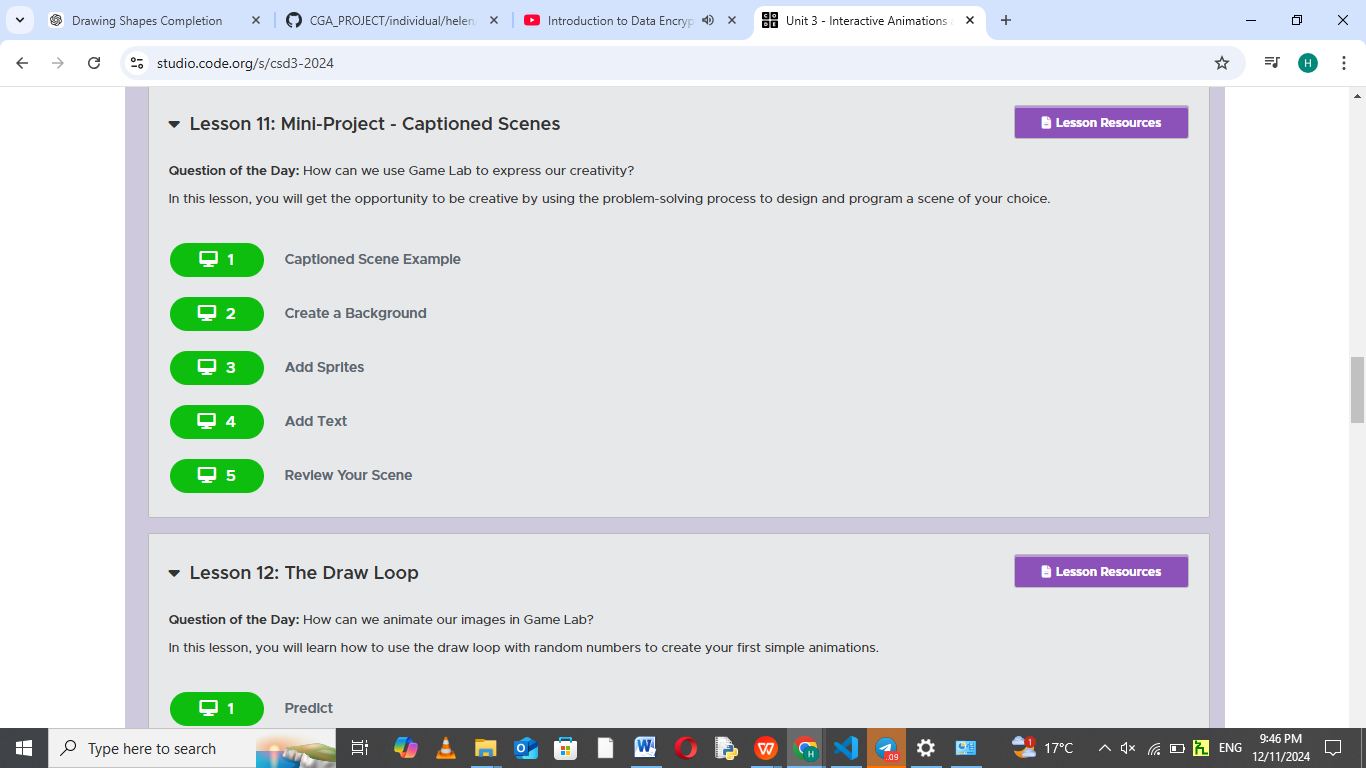 Drawing Shapes Completion
CGA_PROJECT/individual/helen
Introduction to Data Encryp
Unit 3 - Interactive Animations
studio.code.org/s/csd3-2024
H
Lesson 11: Mini-Project - Captioned Scenes
Lesson Resources
Question of the Day: How can we use Game Lab to express our creativity?
In this lesson, you will get the opportunity to be creative by using the problem-solving process to design and program a scene of your choice.
1 Captioned Scene Example
2 Create a Background
3 Add Sprites
4 Add Text
5 Review Your Scene
Lesson 12: The Draw Loop
Lesson Resources
Question of the Day: How can we animate our images in Game Lab?
In this lesson, you will learn how to use the draw loop with random numbers to create your first simple animations.
1 Predict
Type here to search
17°C
ENG
9:46 PM
12/11/2024